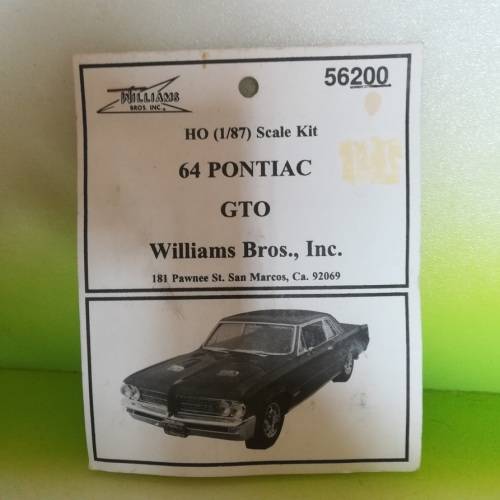 WILLIAMS
BROS. INC.
56200
HO (1/87) Scale Kit
64 PONTIAC
GTO
Williams Bros., Inc.
181 Pawnee St. San Marcos, Ca. 92069